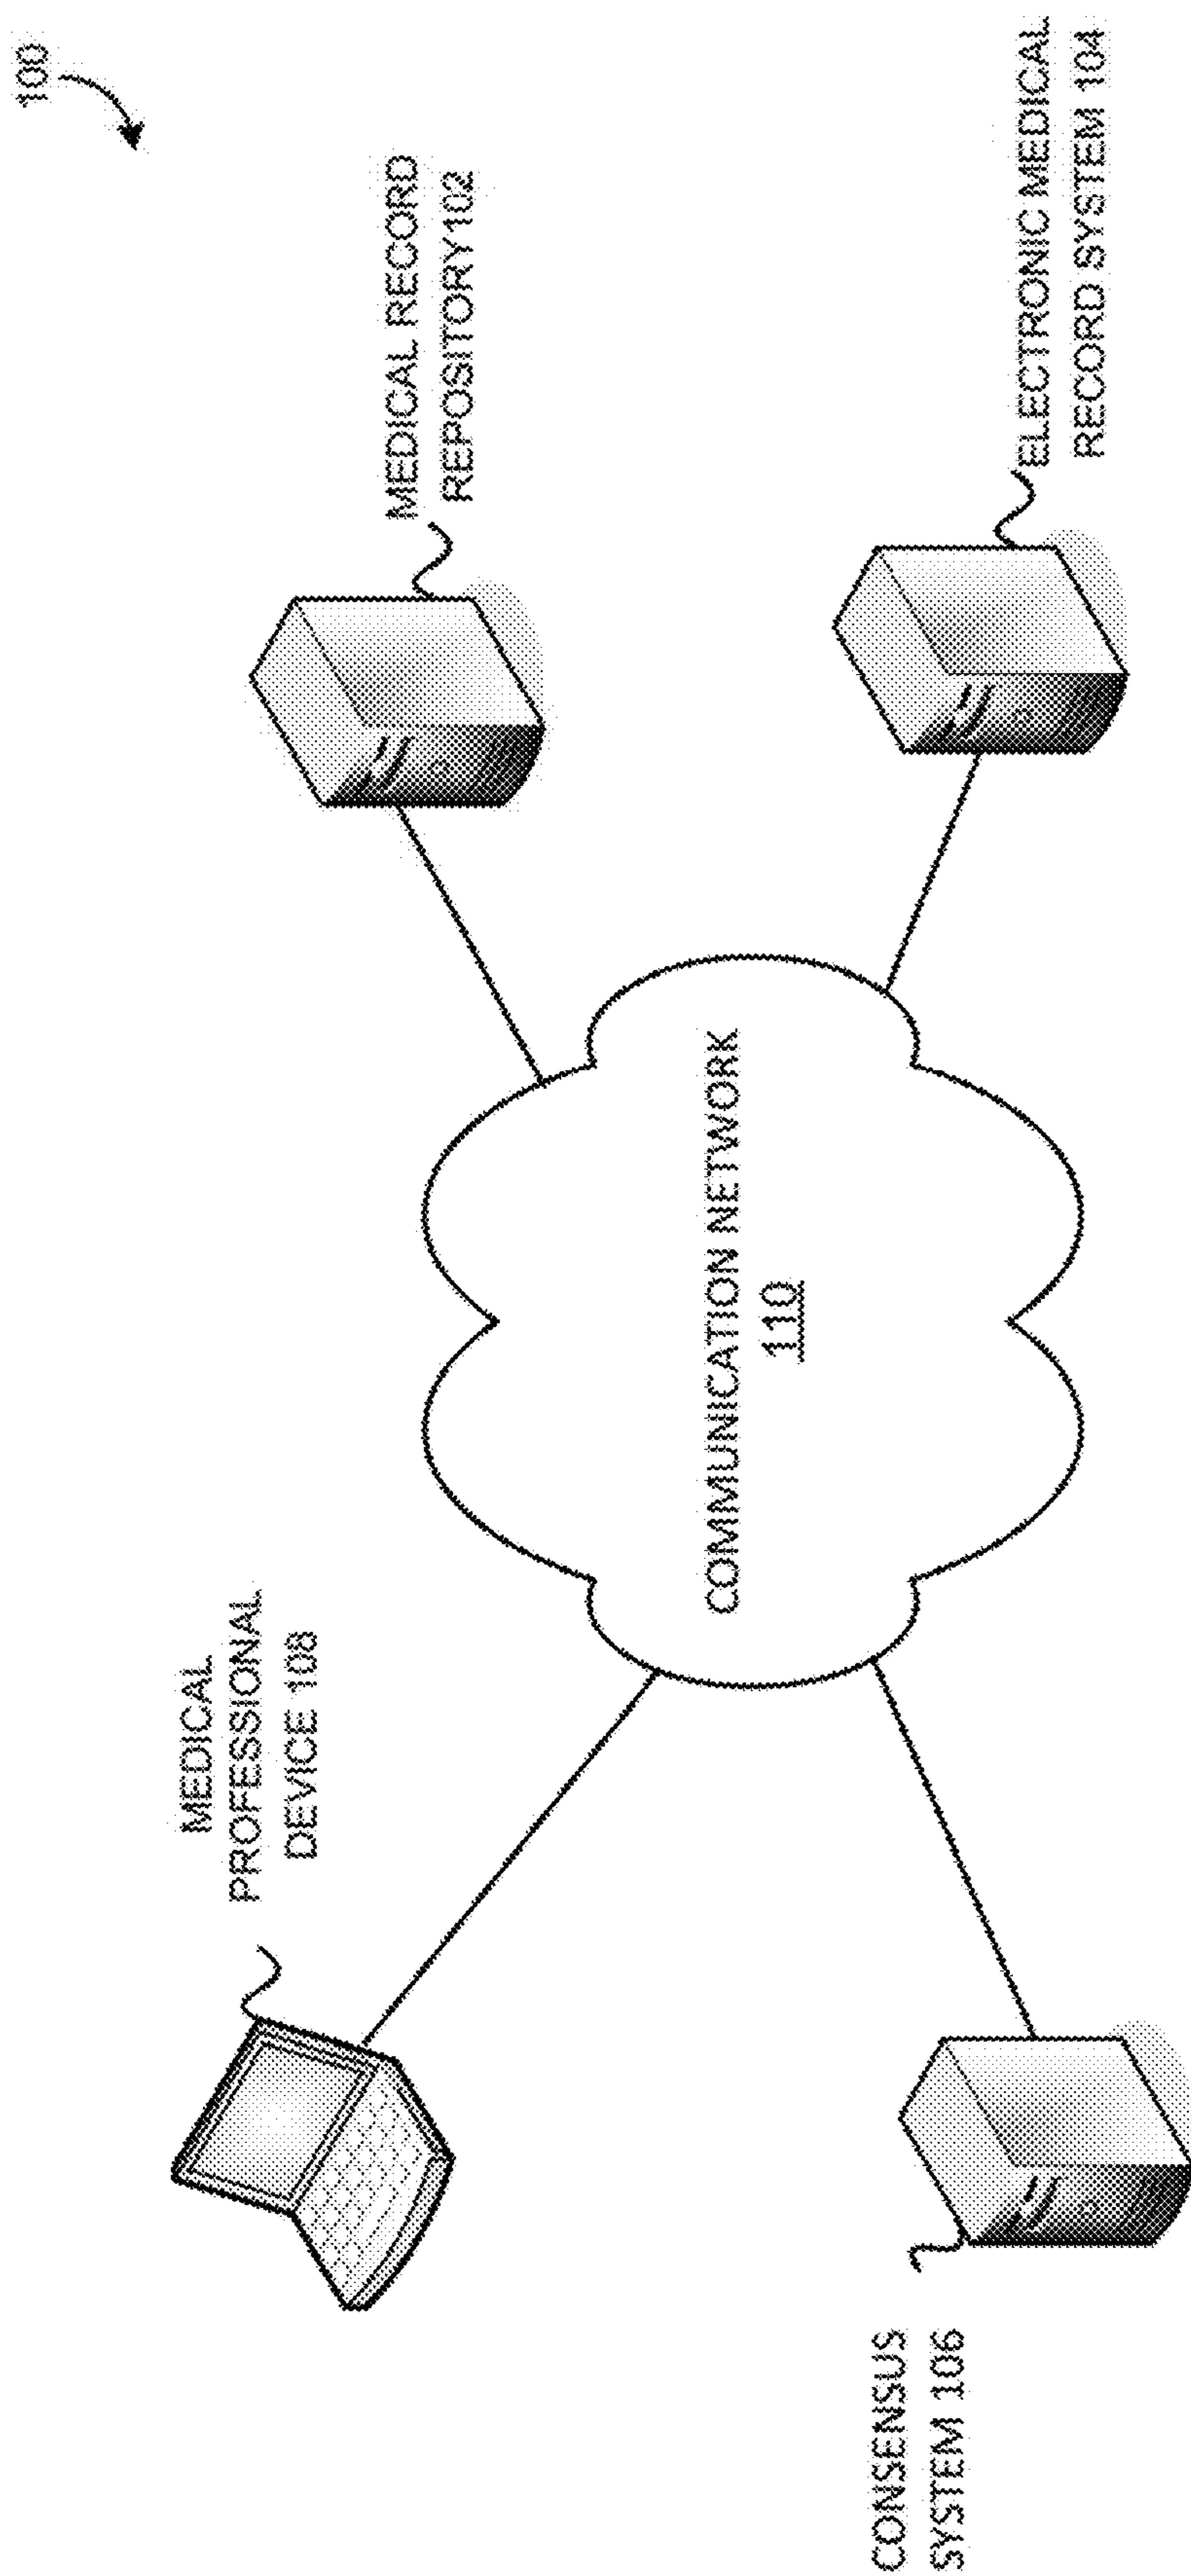 100
MEDICAL
PROFESSIONAL
DEVICE 108
MEDICAL RECORD
REPOSITORY102
COMMUNICATION NETWORK
110
CONSENSUS
SYSTEM 106
ELECTRONIC MEDICAL
RECORD SYSTEM 104